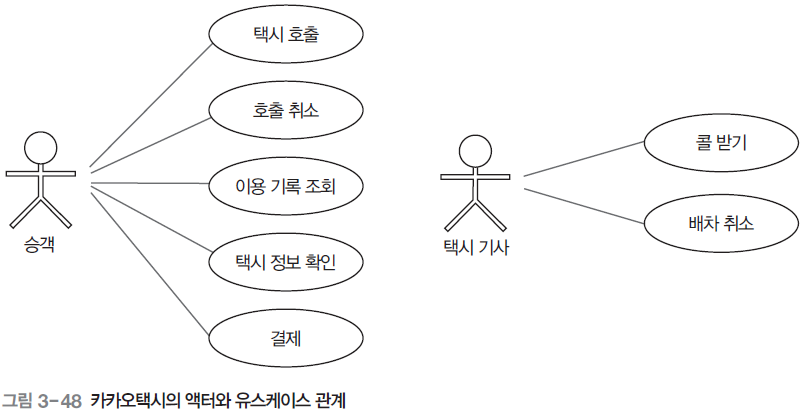 택시 호출
호출 취소
이용 기록 조회
택시 정보 확인
결제
승객
콜 받기
배차 취소
택시 기사
그림 3-48 카카오택시의 액터와 유스케이스 관계